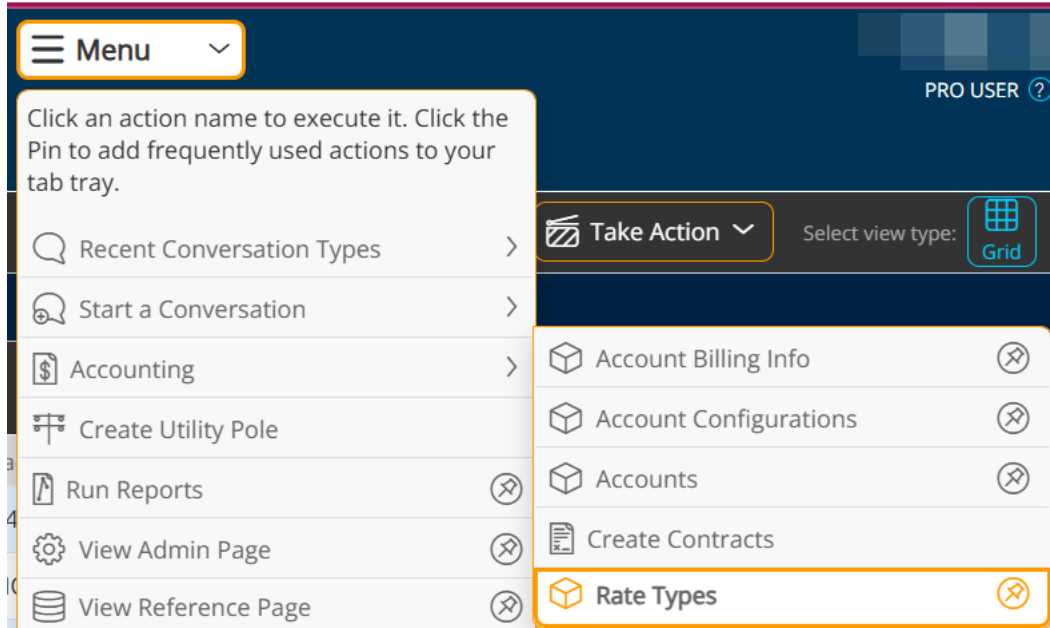 Menu
PRO USER ?
Click an action name to execute it. Click the
Pin to add frequently used actions to your
tab tray.
Take Action
Select view type:
Grid
Recent Conversation Types
Start a Conversation
Accounting
Create Utility Pole
Run Reports
View Admin Page
View Reference Page
Account Billing Info
Account Configurations
Accounts
Create Contracts
Rate Types